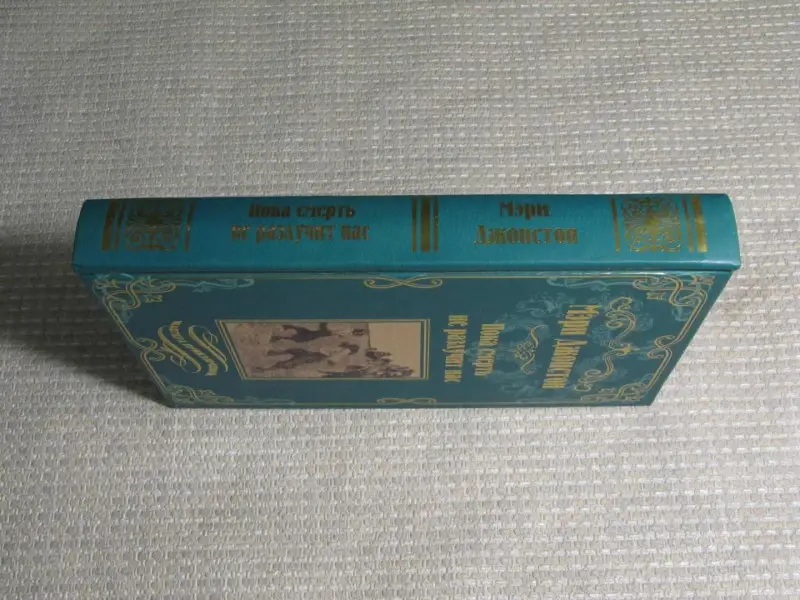 Пока смерть
не разлучит нас
Мэри
Джонстон
Мэри Джонстон
Пока смерть
не разлучит нас